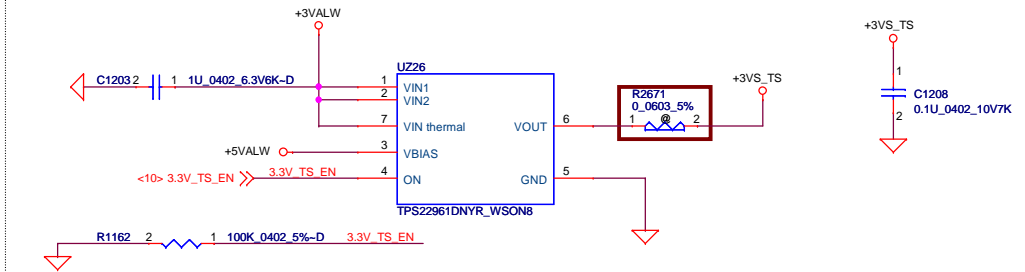 +3VALW
+3VS_TS
UZ26
C1203 2 1 1U_0402_6.3V6K~D
1 VIN1
2 VIN2
+3VS_TS
R2671
0_0603_5%
1 @ 2
1
C1208
0.1U_0402_10V7K
2
7 VIN thermal
VOUT 6
+5VALW 3 VBIAS
<10> 3.3V_TS_EN 3.3V_TS_EN 4 ON
GND 5
TPS22961DNYR_WSON8
R1162 2 1 100K_0402_5%~D 3.3V_TS_EN